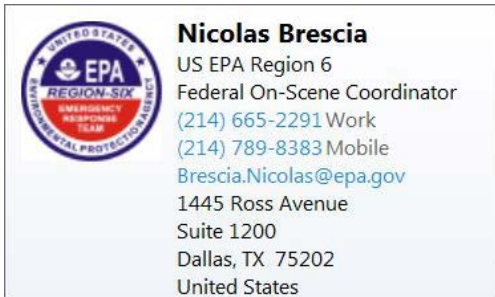 UNITED STATES
EPA
REGION-SIX
EMERGENCY
RESPONSE
TEAM
ENVIRONMENTAL PROTECTION AGENCY
Nicolas Brescia
US EPA Region 6
Federal On-Scene Coordinator
(214) 665-2291 Work
(214) 789-8383 Mobile
Brescia.Nicolas@epa.gov
1445 Ross Avenue
Suite 1200
Dallas, TX 75202
United States